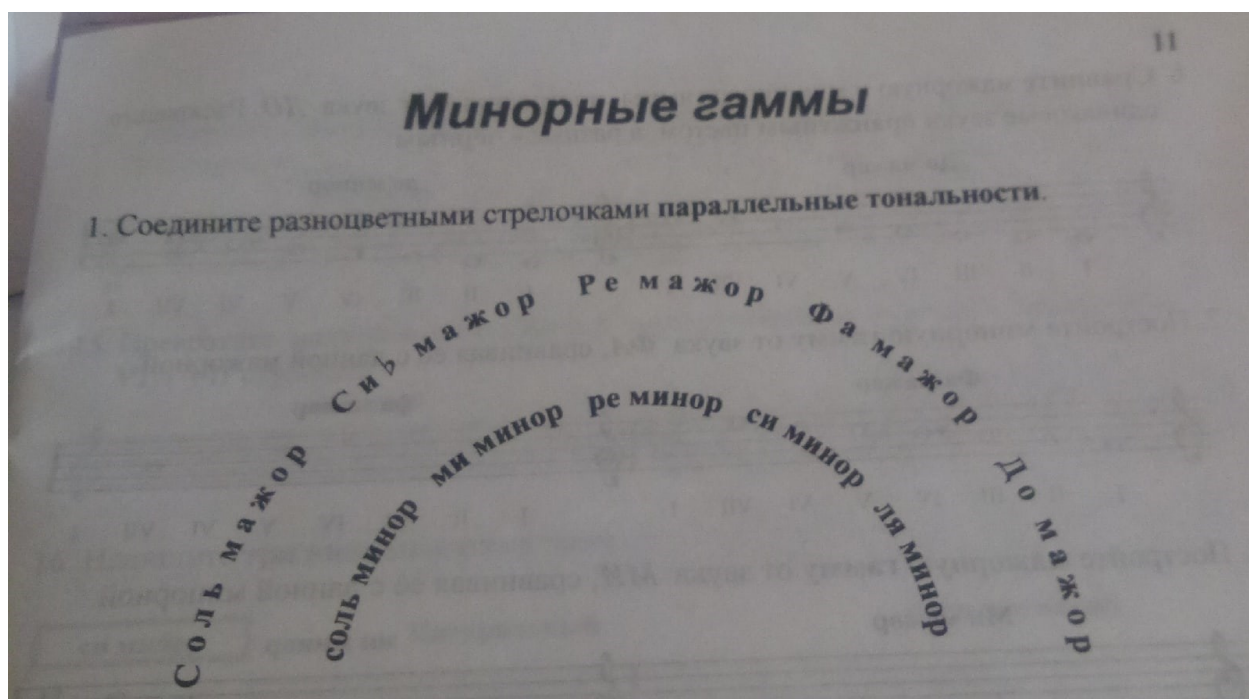 11
Минорные гаммы
1. Соедините разноцветными стрелочками параллельные тональности.
Соль мажор Си♭ мажор Ре мажор Фа мажор До мажор
соль минор ми минор ре минор си минор ля минор